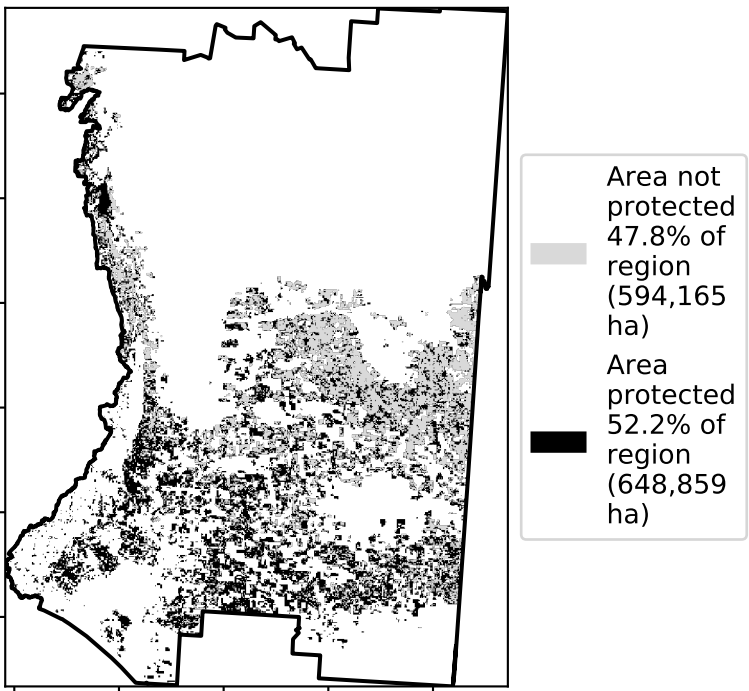 Area not
protected
47.8% of
region
(594,165
ha)
Area
protected
52.2% of
region
(648,859
ha)